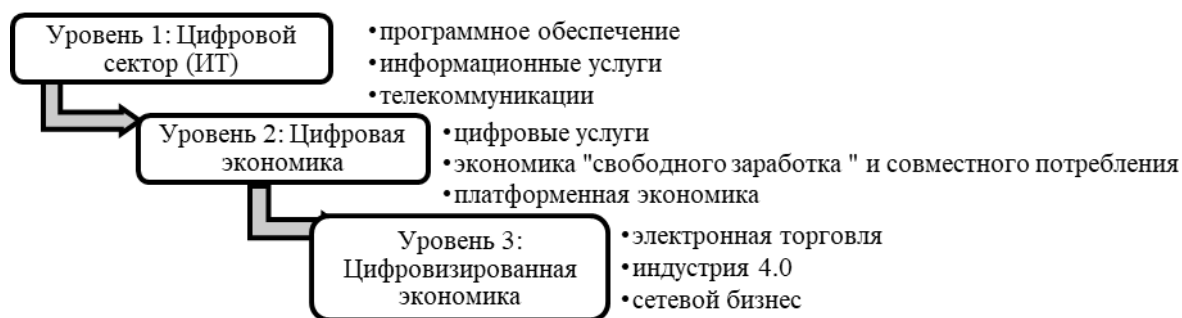 Уровень 1: Цифровой
сектор (ИТ)
•программное обеспечение
•информационные услуги
•телекоммуникации
Уровень 2: Цифровая
экономика
•цифровые услуги
•экономика "свободного заработка " и совместного потребления
•платформенная экономика
Уровень 3:
Цифровизированная
экономика
•электронная торговля
•индустрия 4.0
•сетевой бизнес